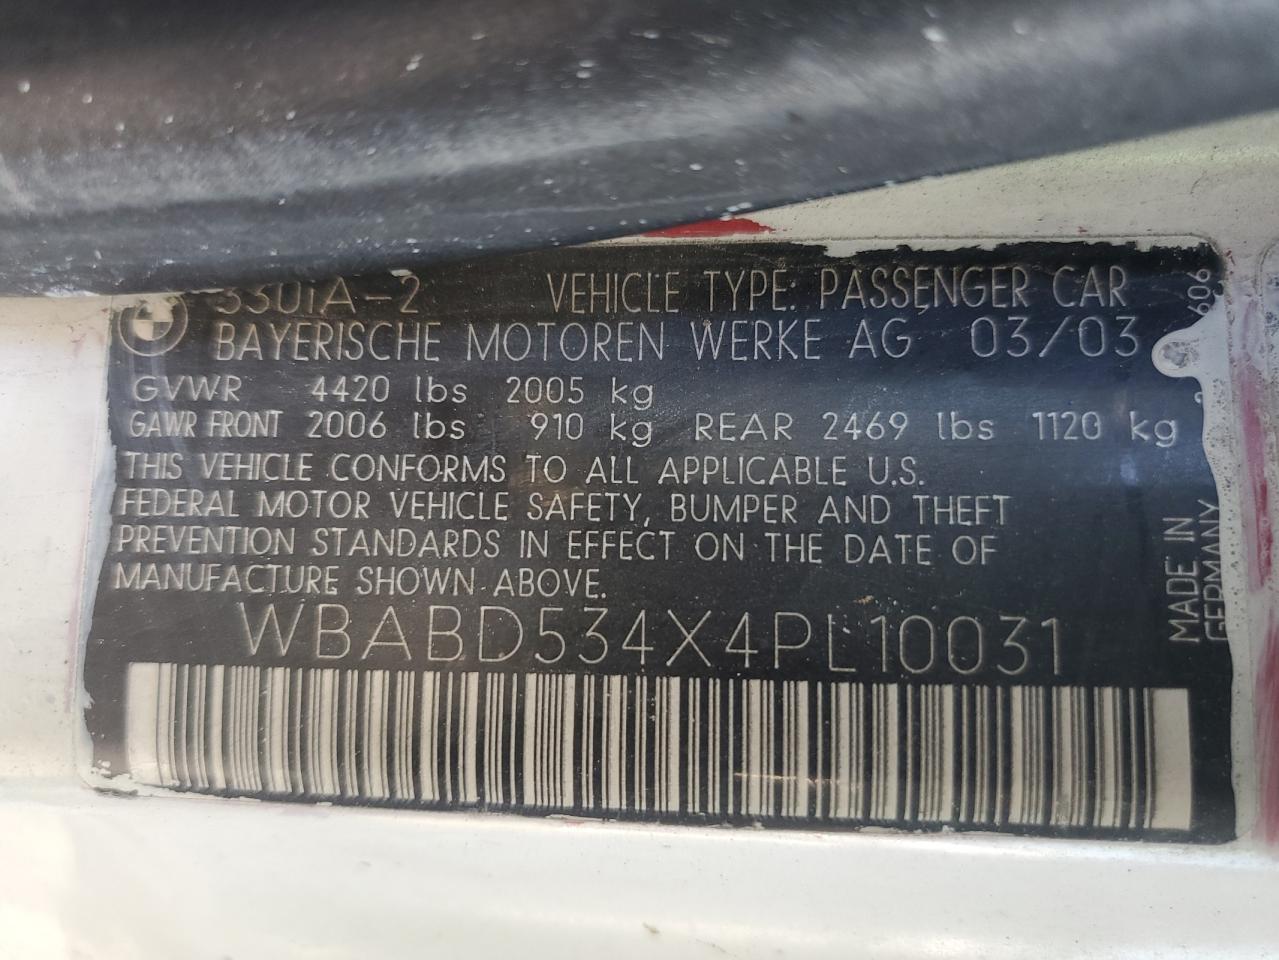 330iA-2 VEHICLE TYPE: PASSENGER CAR
BAYERISCHE MOTOREN WERKE AG 03/03
GVWR 4420 lbs 2005 kg
GAWR FRONT 2006 lbs 910 kg REAR 2469 lbs 1120 kg
THIS VEHICLE CONFORMS TO ALL APPLICABLE U.S.
FEDERAL MOTOR VEHICLE SAFETY, BUMPER AND THEFT
PREVENTION STANDARDS IN EFFECT ON THE DATE OF
MANUFACTURE SHOWN ABOVE.
WBABD534X4PL10031
MADE IN
GERMANY
606